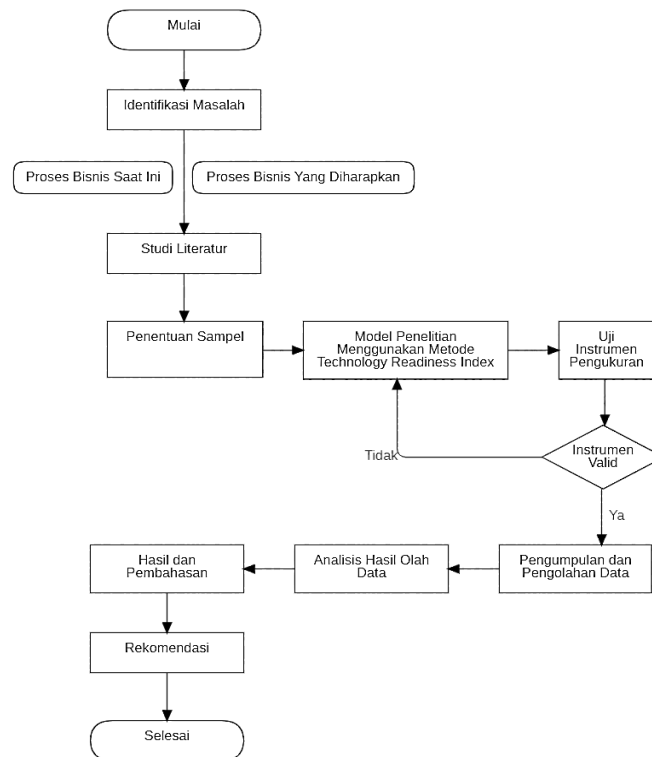 Mulai
Identifikasi Masalah
Proses Bisnis Saat Ini
Proses Bisnis Yang Diharapkan
Studi Literatur
Penentuan Sampel
Model Penelitian
Menggunakan Metode
Technology Readiness Index
Uji
Instrumen
Pengukuran
Tidak
Instrumen
Valid
Ya
Hasil dan
Pembahasan
Analisis Hasil Olah
Data
Pengumpulan dan
Pengolahan Data
Rekomendasi
Selesai